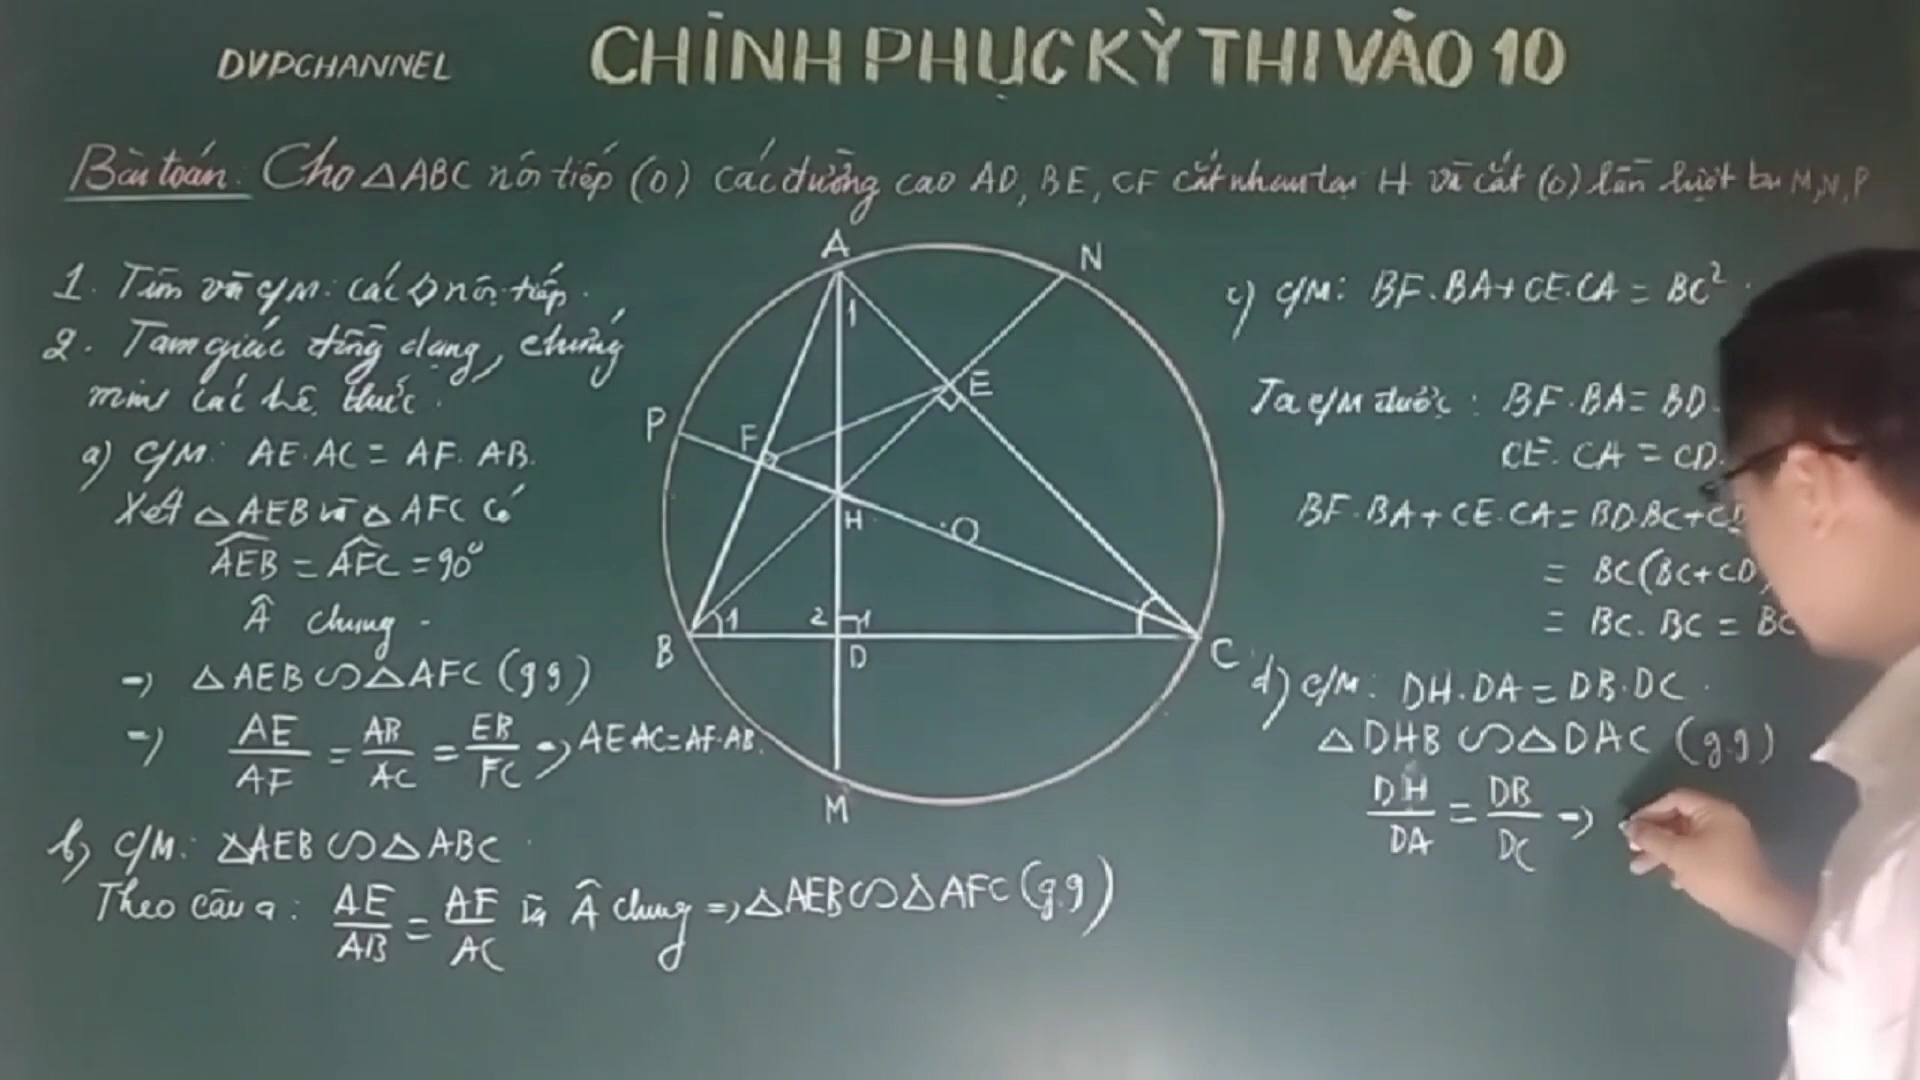 DVPCHANNEL
CHINH PHỤC KỲ THI VÀO 10
Bài toán: Cho △ABC nội tiếp (O) các đường cao AD, BE, CF cắt nhau tại H và cắt (O) lần lượt tại M,N,P
1. Tìm và c/m: các ◊ nội tiếp.
2. Tam giác đồng dạng, chứng
minh các hệ thức.
a) C/M: AE.AC = AF.AB.
Xét △AEB và △AFC có
AEB = AFC = 90°
 chung.
=> △AEB ∽ △AFC (gg)
=> AE/AF = AB/AC = EB/FC => AE.AC=AF.AB.
b) C/M: △AEB ∽ △ABC
Theo câu a: AE/AB = AF/AC và  chung => △AEB ∽ △AFC (g.g)
A
N
1
E
P
F
H
O
B
1
2
1
D
C
M
c) C/M: BF.BA+CE.CA = BC²
Ta c/m được: BF.BA= BD.
CE.CA = CD.
BF.BA+CE.CA= BD.BC+CD
= BC(BC+CD)
= BC.BC = BC
d) C/M: DH.DA = DB.DC.
△DHB ∽ △DAC (g.g)
DH/DA = DB/DC =>